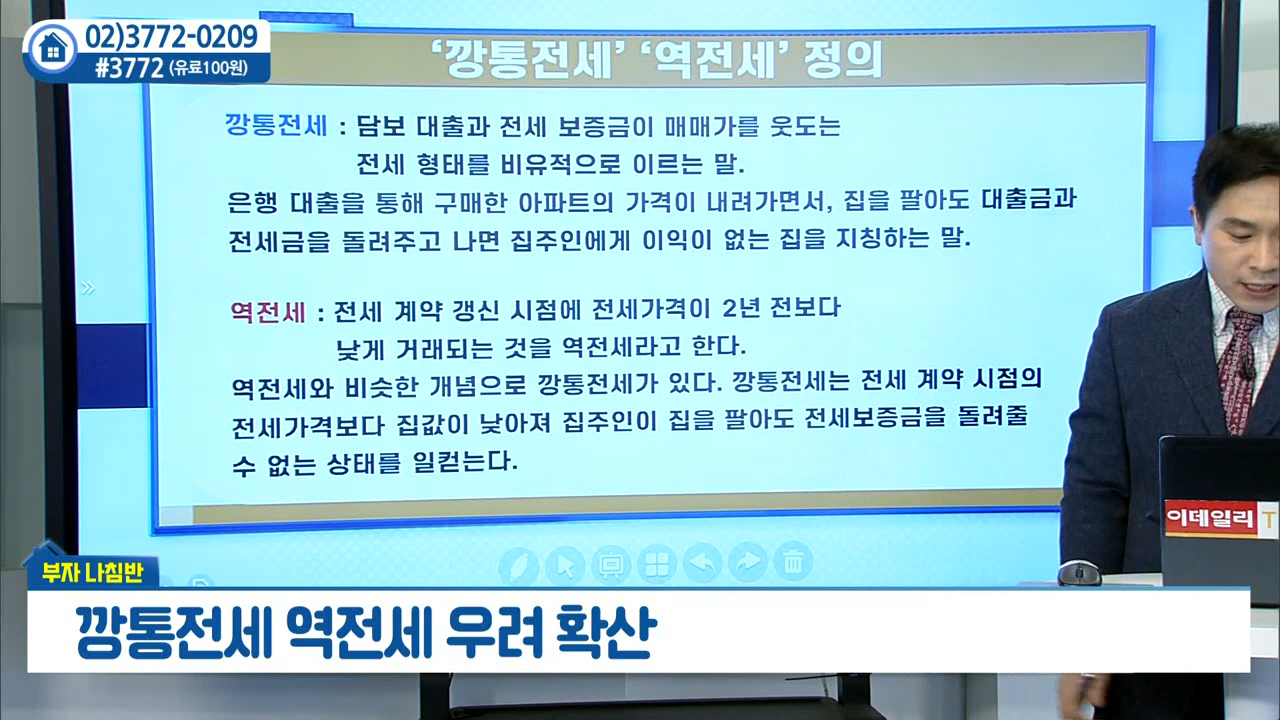 02)3772-0209
#3772 (유료100원)
‘깡통전세’ ‘역전세’ 정의
깡통전세 : 담보 대출과 전세 보증금이 매매가를 웃도는
전세 형태를 비유적으로 이르는 말.
은행 대출을 통해 구매한 아파트의 가격이 내려가면서, 집을 팔아도 대출금과
전세금을 돌려주고 나면 집주인에게 이익이 없는 집을 지칭하는 말.
역전세 : 전세 계약 갱신 시점에 전세가격이 2년 전보다
낮게 거래되는 것을 역전세라고 한다.
역전세와 비슷한 개념으로 깡통전세가 있다. 깡통전세는 전세 계약 시점의
전세가격보다 집값이 낮아져 집주인이 집을 팔아도 전세보증금을 돌려줄
수 없는 상태를 일컫는다.
이데일리 T
부자 나침반
깡통전세 역전세 우려 확산